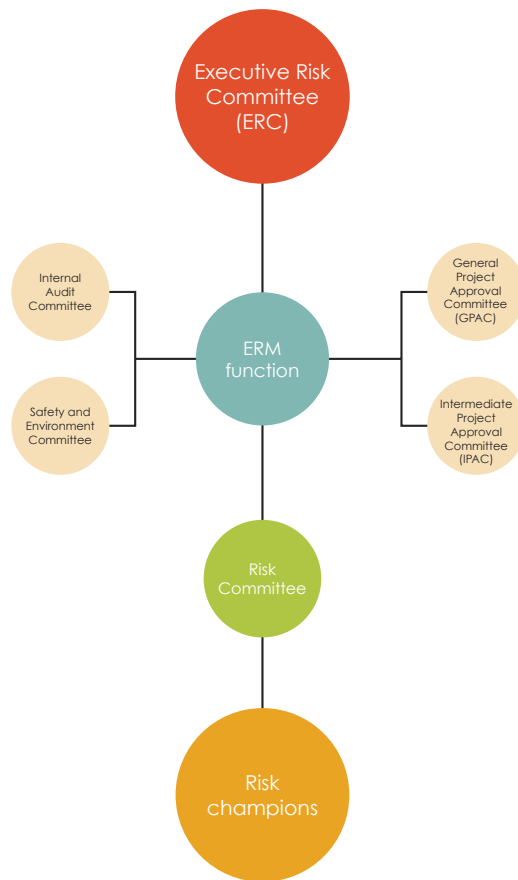 Executive Risk
Committee
(ERC)
Internal
Audit
Committee
General
Project
Approval
Committee
(GPAC)
ERM
function
Safety and
Environment
Committee
Intermediate
Project
Approval
Committee
(IPAC)
Risk
Committee
Risk
champions